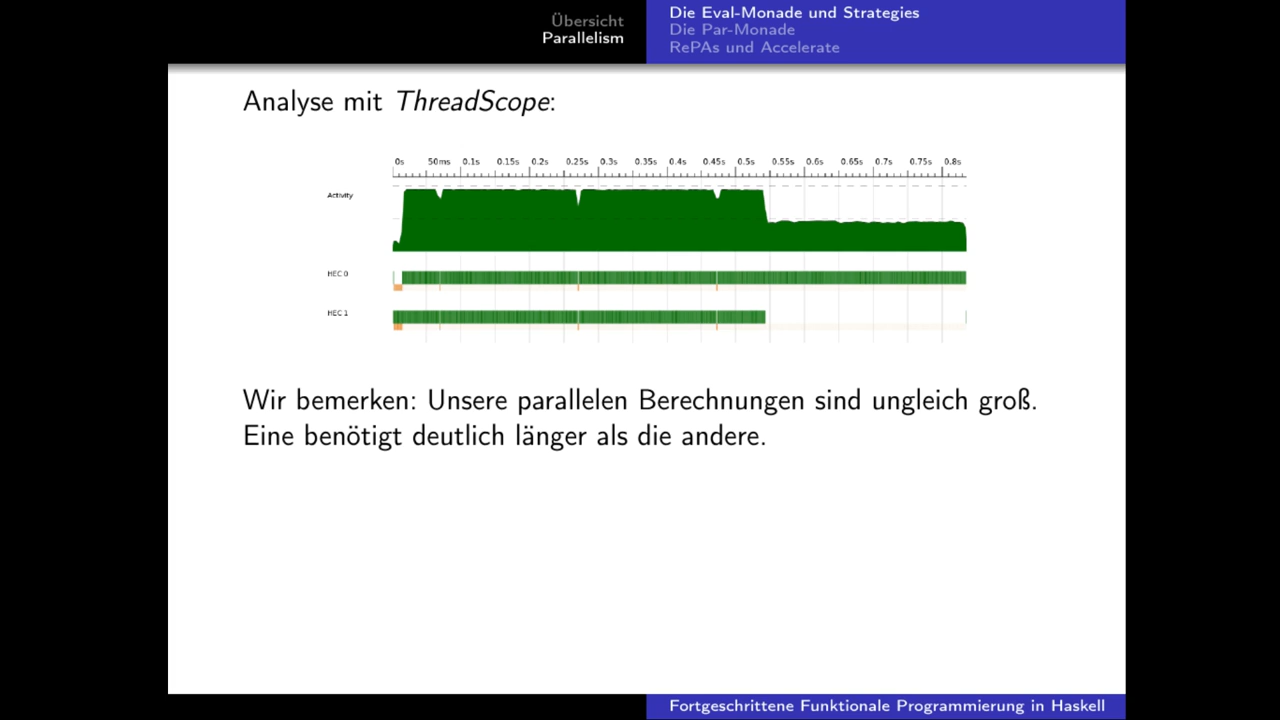 Übersicht
Parallelism
Die Eval-Monade und Strategies
Die Par-Monade
RePAs und Accelerate
Analyse mit ThreadScope:
0s 50ms 0.1s 0.15s 0.2s 0.25s 0.3s 0.35s 0.4s 0.45s 0.5s 0.55s 0.6s 0.65s 0.7s 0.75s 0.8s
Activity
HEC 0
HEC 1
Wir bemerken: Unsere parallelen Berechnungen sind ungleich groß.
Eine benötigt deutlich länger als die andere.
Fortgeschrittene Funktionale Programmierung in Haskell